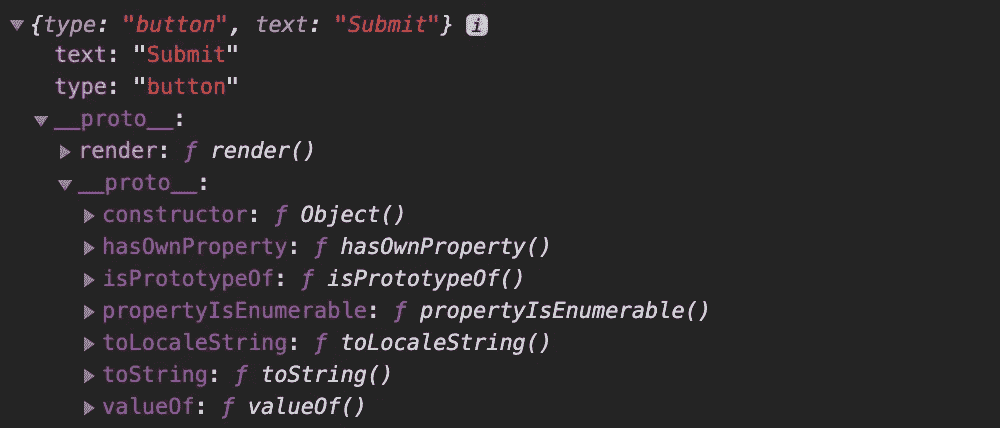 {type: "button", text: "Submit"} i
text: "Submit"
type: "button"
__proto__:
render: ƒ render()
__proto__:
constructor: ƒ Object()
hasOwnProperty: ƒ hasOwnProperty()
isPrototypeOf: ƒ isPrototypeOf()
propertyIsEnumerable: ƒ propertyIsEnumerable()
toLocaleString: ƒ toLocaleString()
toString: ƒ toString()
valueOf: ƒ valueOf()